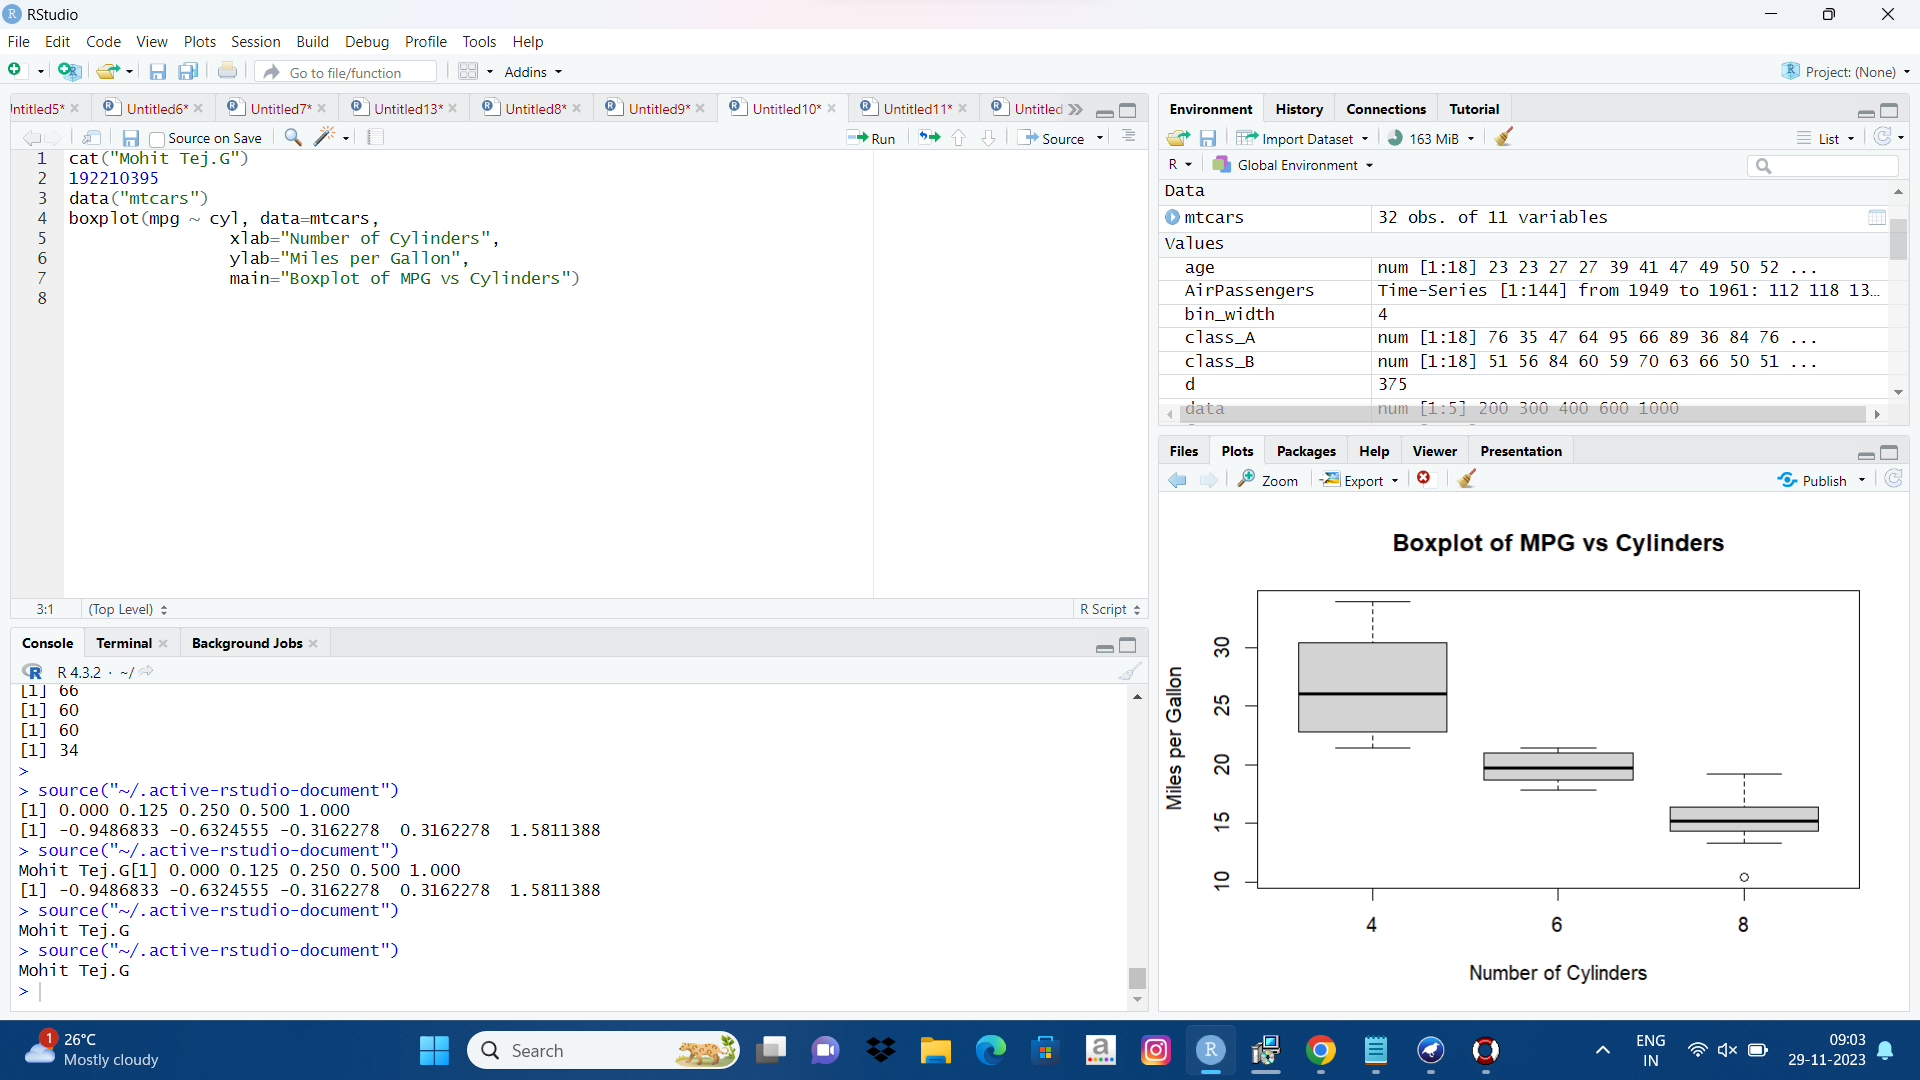 RStudio
File Edit Code View Plots Session Build Debug Profile Tools Help
Go to file/function Addins Project: (None)
ntitled5* Untitled6* Untitled7* Untitled13* Untitled8* Untitled9* Untitled10* Untitled11* Untitled
Source on Save Run Source
1 cat("Mohit Tej.G")
2 192210395
3 data("mtcars")
4 boxplot(mpg ~ cyl, data=mtcars,
5 xlab="Number of Cylinders",
6 ylab="Miles per Gallon",
7 main="Boxplot of MPG vs Cylinders")
8
3:1 (Top Level) R Script
Console Terminal Background Jobs
R 4.3.2 · ~/
[1] 66
[1] 60
[1] 60
[1] 34
>
> source("~/.active-rstudio-document")
[1] 0.000 0.125 0.250 0.500 1.000
[1] -0.9486833 -0.6324555 -0.3162278 0.3162278 1.5811388
> source("~/.active-rstudio-document")
Mohit Tej.G[1] 0.000 0.125 0.250 0.500 1.000
[1] -0.9486833 -0.6324555 -0.3162278 0.3162278 1.5811388
> source("~/.active-rstudio-document")
Mohit Tej.G
> source("~/.active-rstudio-document")
Mohit Tej.G
>
Environment History Connections Tutorial
Import Dataset 163 MiB List
R Global Environment
Data
mtcars 32 obs. of 11 variables
Values
age num [1:18] 23 23 27 27 39 41 47 49 50 52 ...
AirPassengers Time-Series [1:144] from 1949 to 1961: 112 118 13…
bin_width 4
class_A num [1:18] 76 35 47 64 95 66 89 36 84 76 ...
class_B num [1:18] 51 56 84 60 59 70 63 66 50 51 ...
d 375
data num [1:5] 200 300 400 600 1000
Files Plots Packages Help Viewer Presentation
Zoom Export Publish
Boxplot of MPG vs Cylinders
Miles per Gallon
30
25
20
15
10
4 6 8
Number of Cylinders
1 26°C
Mostly cloudy
Search
ENG
IN
09:03
29-11-2023